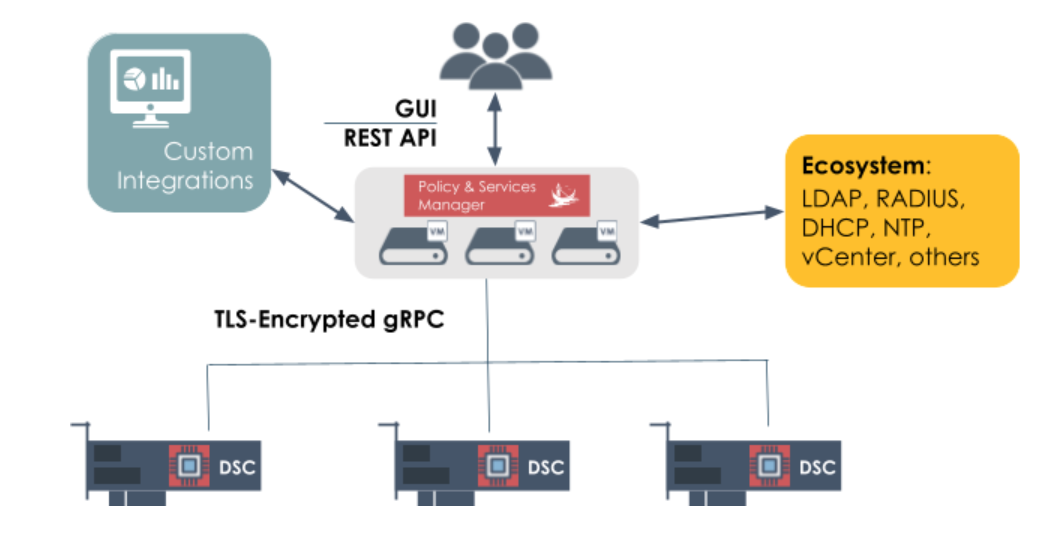 GUI
REST API
Custom
Integrations
Policy & Services
Manager
VM
VM
VM
Ecosystem:
LDAP, RADIUS,
DHCP, NTP,
vCenter, others
TLS-Encrypted gRPC
DSC
DSC
DSC